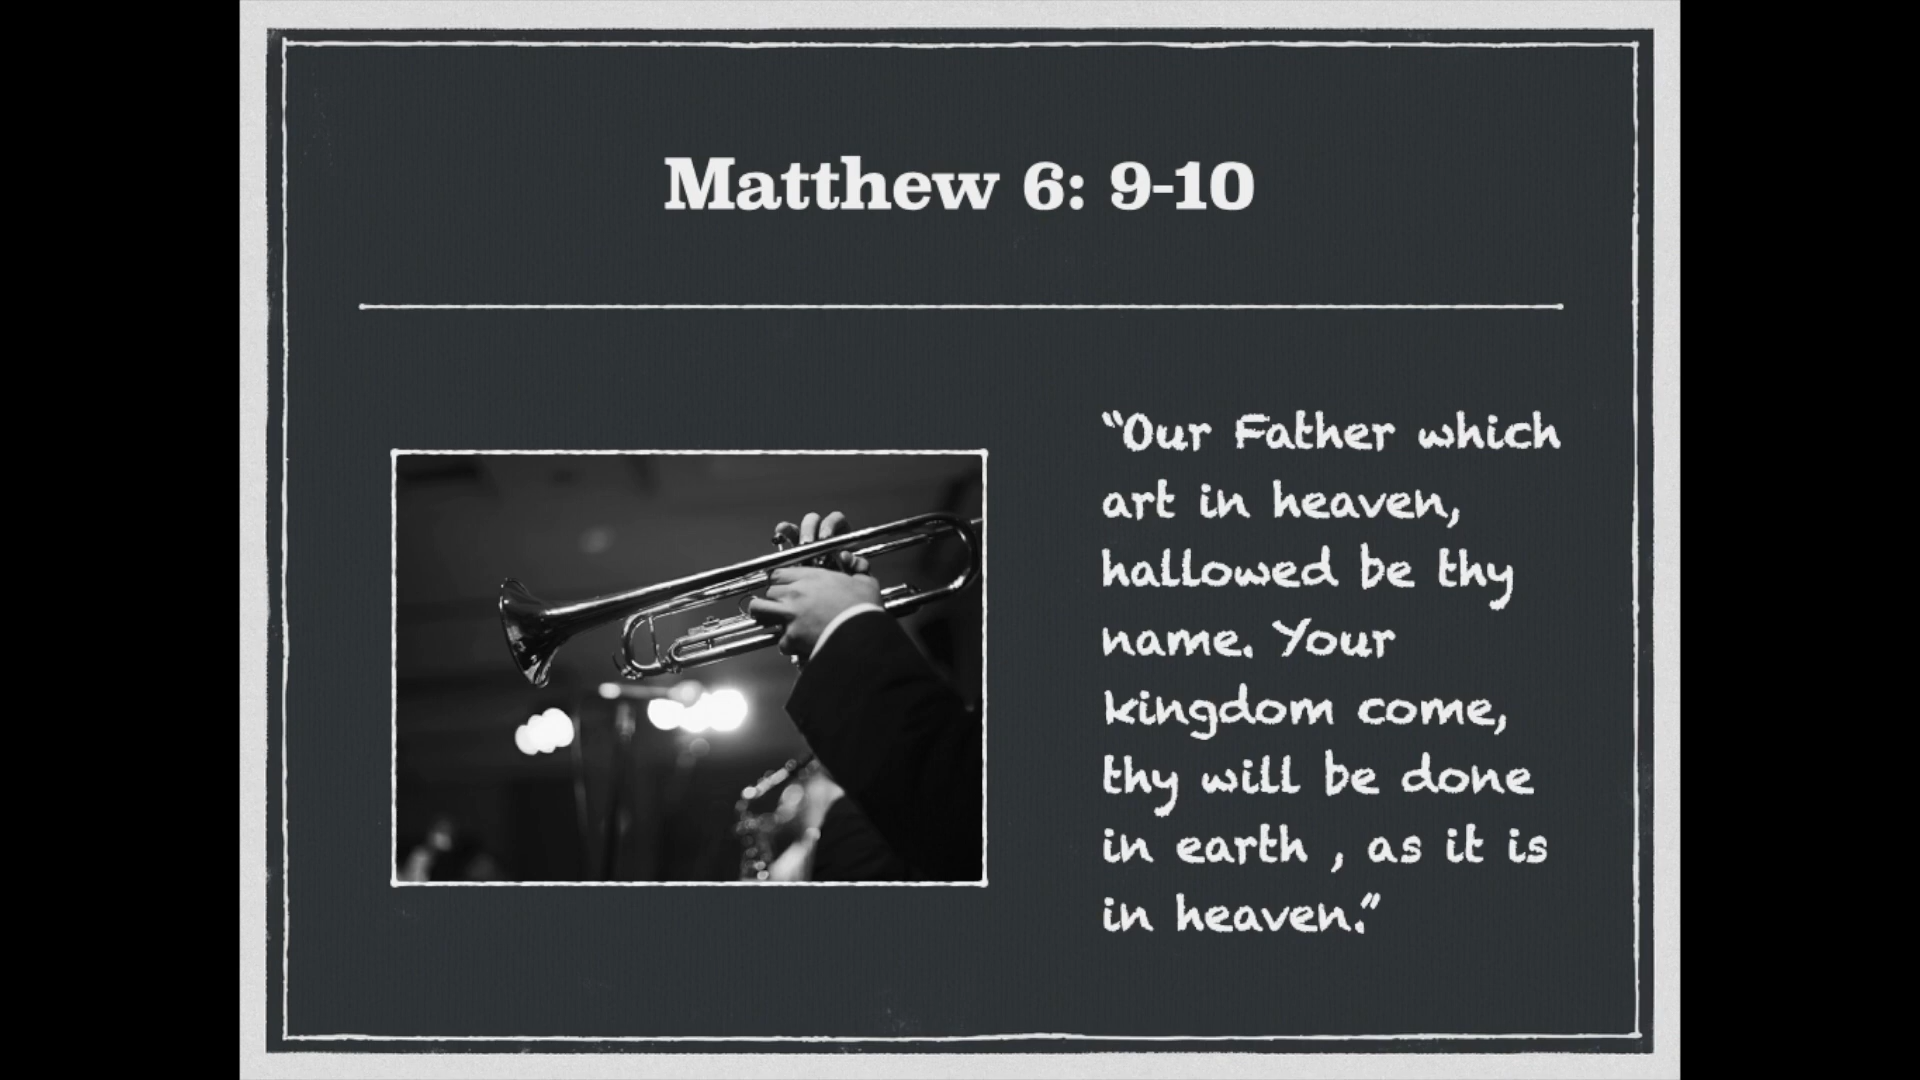 Matthew 6: 9-10
“Our Father which
art in heaven,
hallowed be thy
name. Your
kingdom come,
thy will be done
in earth , as it is
in heaven.”